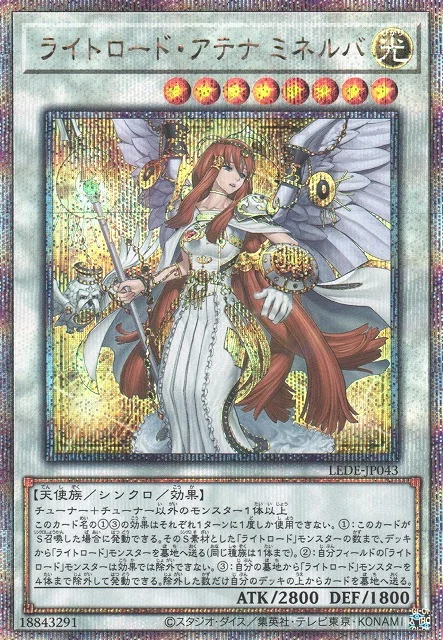 ライトロード・アテナ ミネルバ 光
LEDE-JP043
【天使族／シンクロ／効果】
チューナー＋チューナー以外のモンスター1体以上
このカード名の①③の効果はそれぞれ1ターンに1度しか使用できない。①：このカードが
S召喚した場合に発動できる。そのS素材とした「ライトロード」モンスターの数まで、デッキ
から「ライトロード」モンスターを墓地へ送る(同じ種族は1体まで)。②：自分フィールドの「ライ
トロード」モンスターは効果では除外できない。③：自分の墓地から「ライトロード」モンスターを
4体まで除外して発動できる。除外した数だけ自分のデッキの上からカードを墓地へ送る。
ATK/2800 DEF/1800
18843291 ©スタジオ・ダイス／集英社・テレビ東京・KONAMI